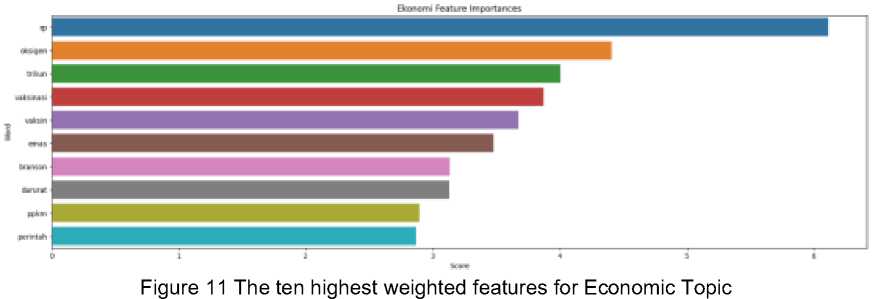 Ekonomi Feature Importances
rp
oksigen
triliun
vaksinasi
vaksin
emas
branson
darurat
ppkm
perintah
Word
0 1 2 3 4 5 6
Score
Figure 11 The ten highest weighted features for Economic Topic